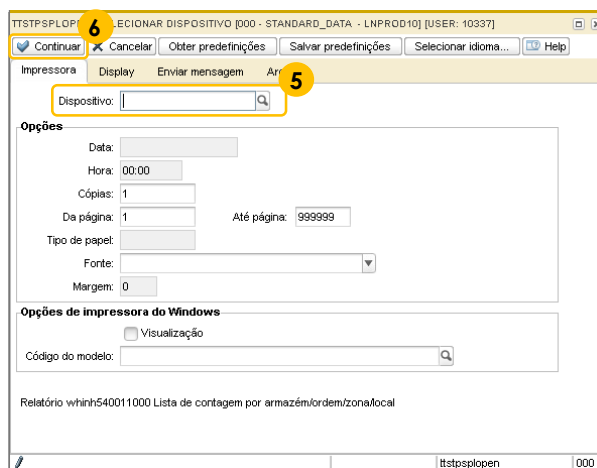 TTSTPSPLOPE LECIONAR DISPOSITIVO [000 - STANDARD_DATA - LNPROD10] [USER: 10337]
6
Continuar Cancelar Obter predefinições Salvar predefinições Selecionar idioma... Help
Impressora Display Enviar mensagem Ar
5
Dispositivo:
Opções
Data:
Hora: 00:00
Cópias: 1
Da página: 1 Até página: 999999
Tipo de papel:
Fonte:
Margem: 0
Opções de impressora do Windows
Visualização
Código do modelo:
Relatório whinh540011000 Lista de contagem por armazém/ordem/zona/local
ttstpsplopen 000